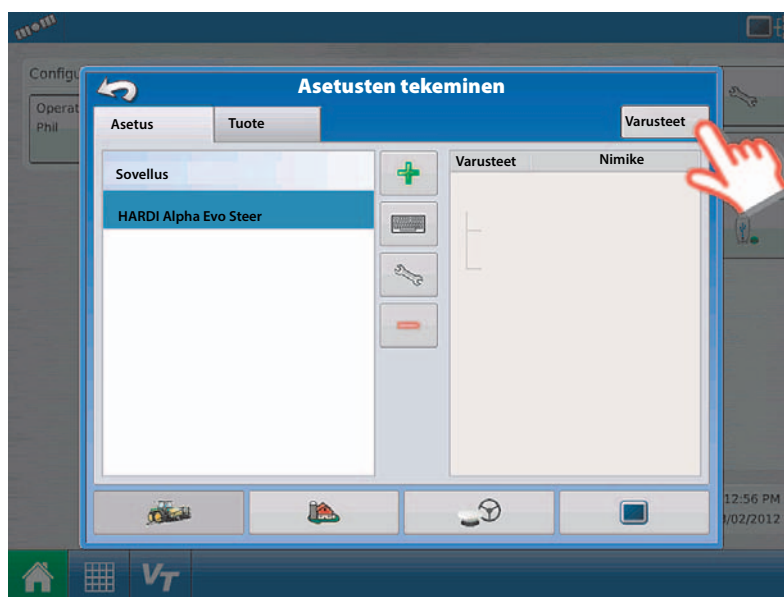 Configu
Operat
Phil
Asetusten tekeminen
Asetus
Tuote
Varusteet
Sovellus
HARDI Alpha Evo Steer
Varusteet
Nimike
12:56 PM
/02/2012
VT